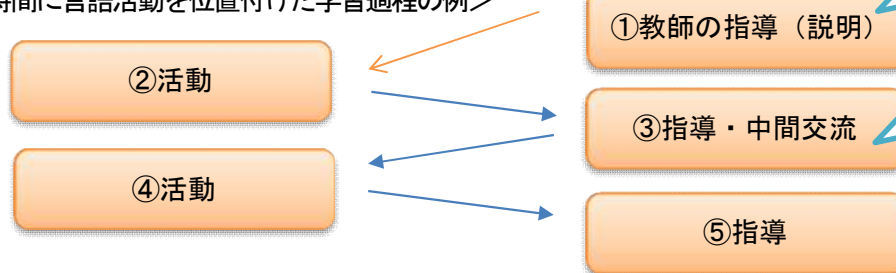 時間に言語活動を位置付けた学習過程の例＞
①教師の指導（説明）
②活動
③指導・中間交流
④活動
⑤指導